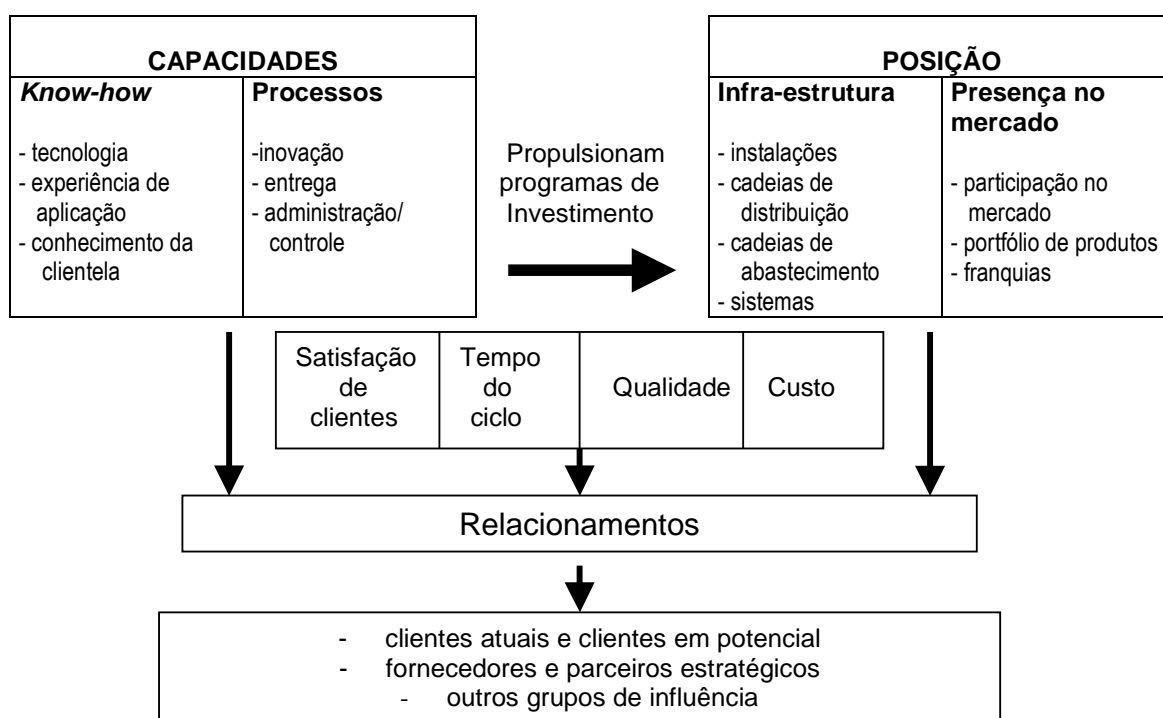 CAPACIDADES
Know-how
- tecnologia
- experiência de
aplicação
- conhecimento da
clientela
Processos
-inovação
- entrega
- administração/
controle
Propulsionam
programas de
Investimento
POSIÇÃO
Infra-estrutura
- instalações
- cadeias de
distribuição
- cadeias de
abastecimento
- sistemas
Presença no
mercado
- participação no
mercado
- portfólio de produtos
- franquias
Satisfação
de
clientes
Tempo
do
ciclo
Qualidade
Custo
Relacionamentos
- clientes atuais e clientes em potencial
- fornecedores e parceiros estratégicos
- outros grupos de influência